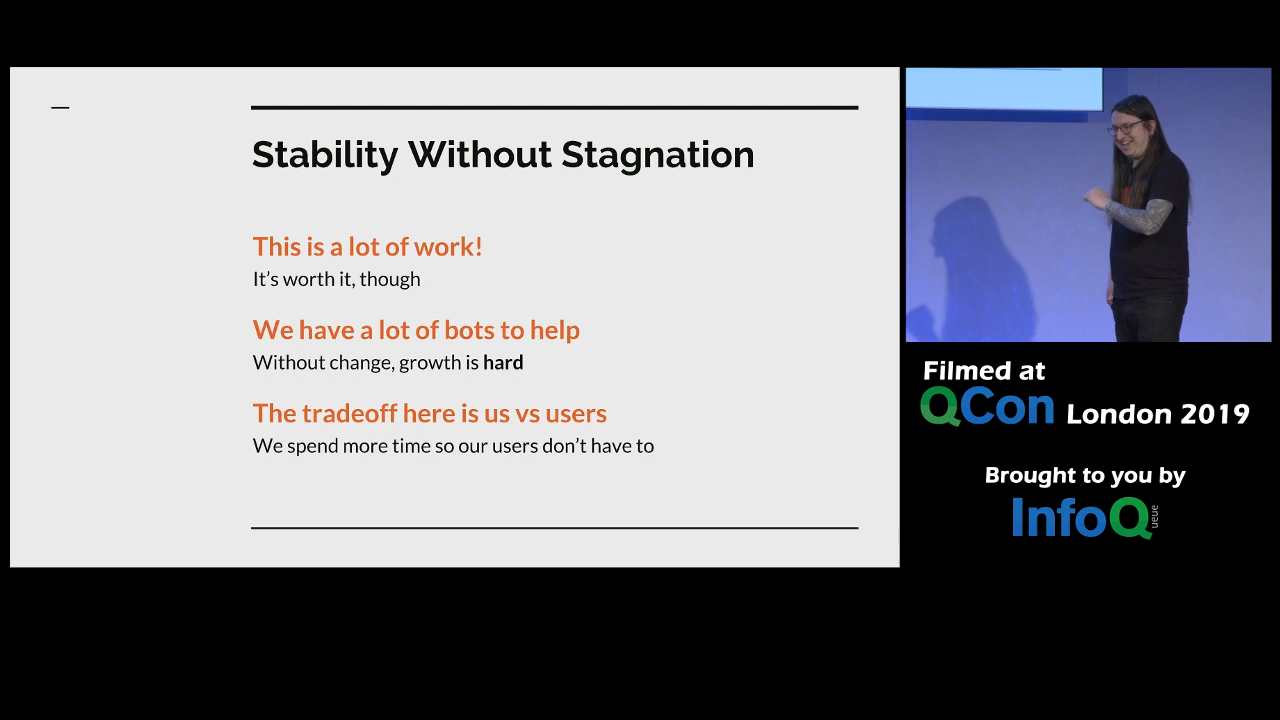 Stability Without Stagnation
This is a lot of work!
It's worth it, though
We have a lot of bots to help
Without change, growth is hard
The tradeoff here is us vs users
We spend more time so our users don't have to
Filmed at
QCon London 2019
Brought to you by
InfoQueue